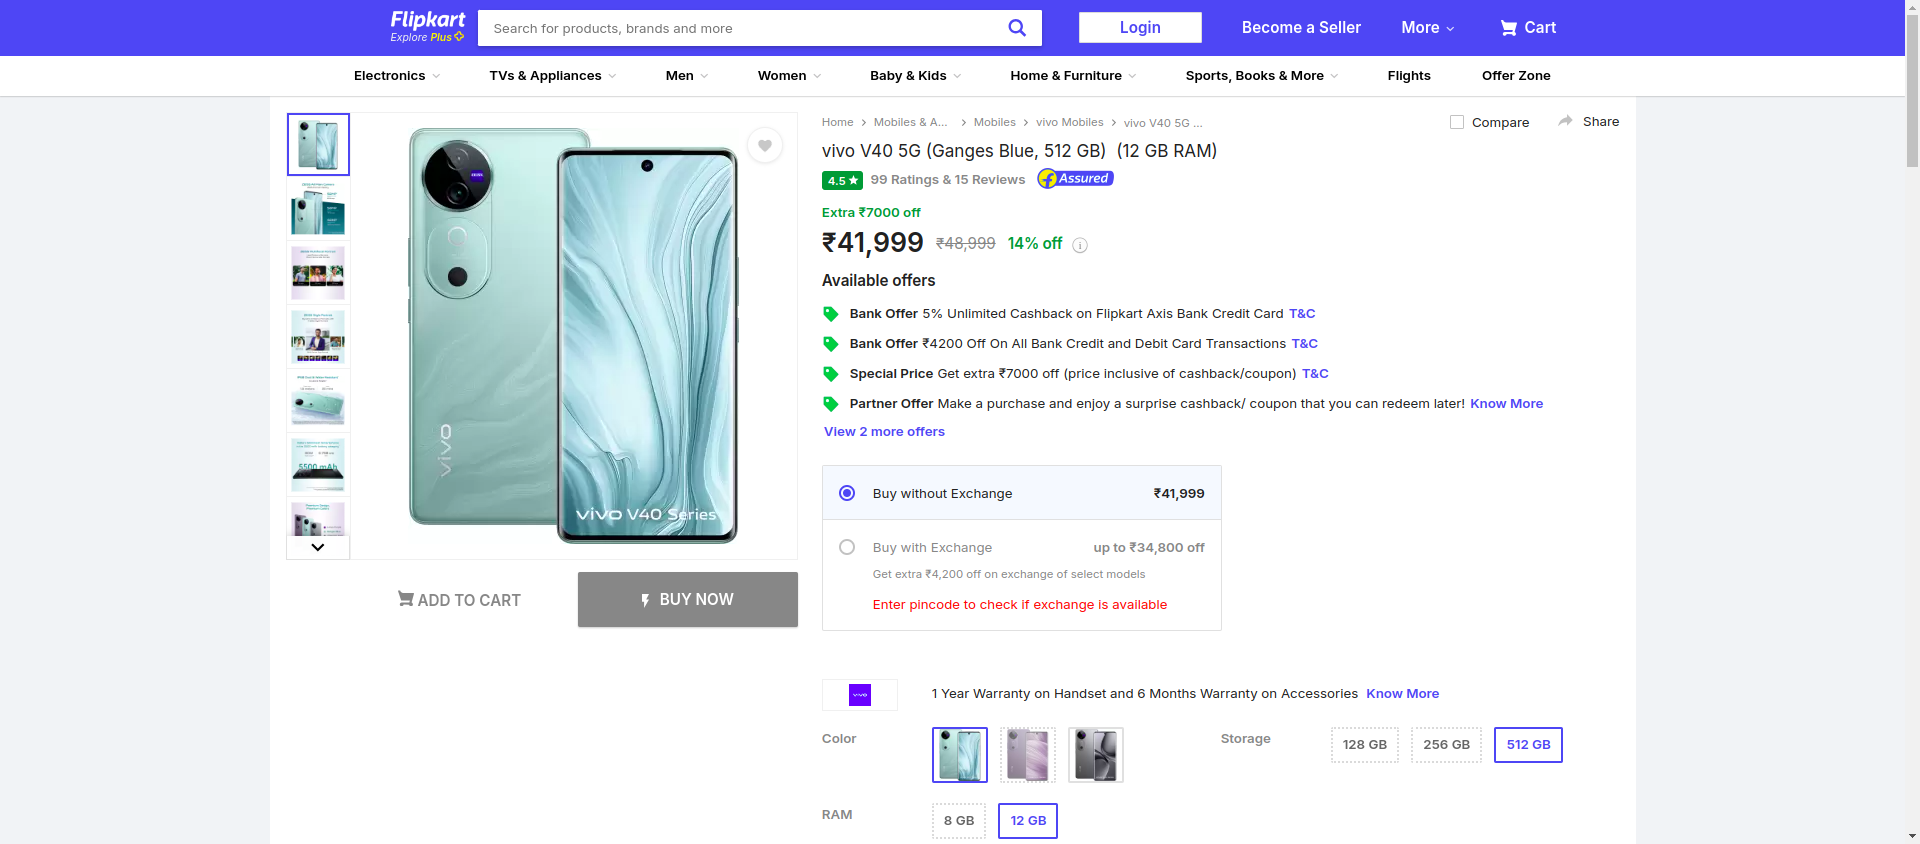 Flipkart
Explore Plus
Search for products, brands and more
Login
Become a Seller
More
Cart
Electronics
TVs & Appliances
Men
Women
Baby & Kids
Home & Furniture
Sports, Books & More
Flights
Offer Zone
Home
Mobiles & A...
Mobiles
vivo Mobiles
vivo V40 5G ...
Compare
Share
vivo V40 5G (Ganges Blue, 512 GB)  (12 GB RAM)
4.5
99 Ratings & 15 Reviews
Assured
Extra ₹7000 off
₹41,999 ₹48,999 14% off
Available offers
Bank Offer 5% Unlimited Cashback on Flipkart Axis Bank Credit Card T&C
Bank Offer ₹4200 Off On All Bank Credit and Debit Card Transactions T&C
Special Price Get extra ₹7000 off (price inclusive of cashback/coupon) T&C
Partner Offer Make a purchase and enjoy a surprise cashback/ coupon that you can redeem later! Know More
View 2 more offers
Buy without Exchange ₹41,999
Buy with Exchange up to ₹34,800 off
Get extra ₹4,200 off on exchange of select models
Enter pincode to check if exchange is available
vivo
vivo V40 Series
5500 mAh
ADD TO CART
BUY NOW
vivo
1 Year Warranty on Handset and 6 Months Warranty on Accessories Know More
Color
Storage
128 GB
256 GB
512 GB
RAM
8 GB
12 GB